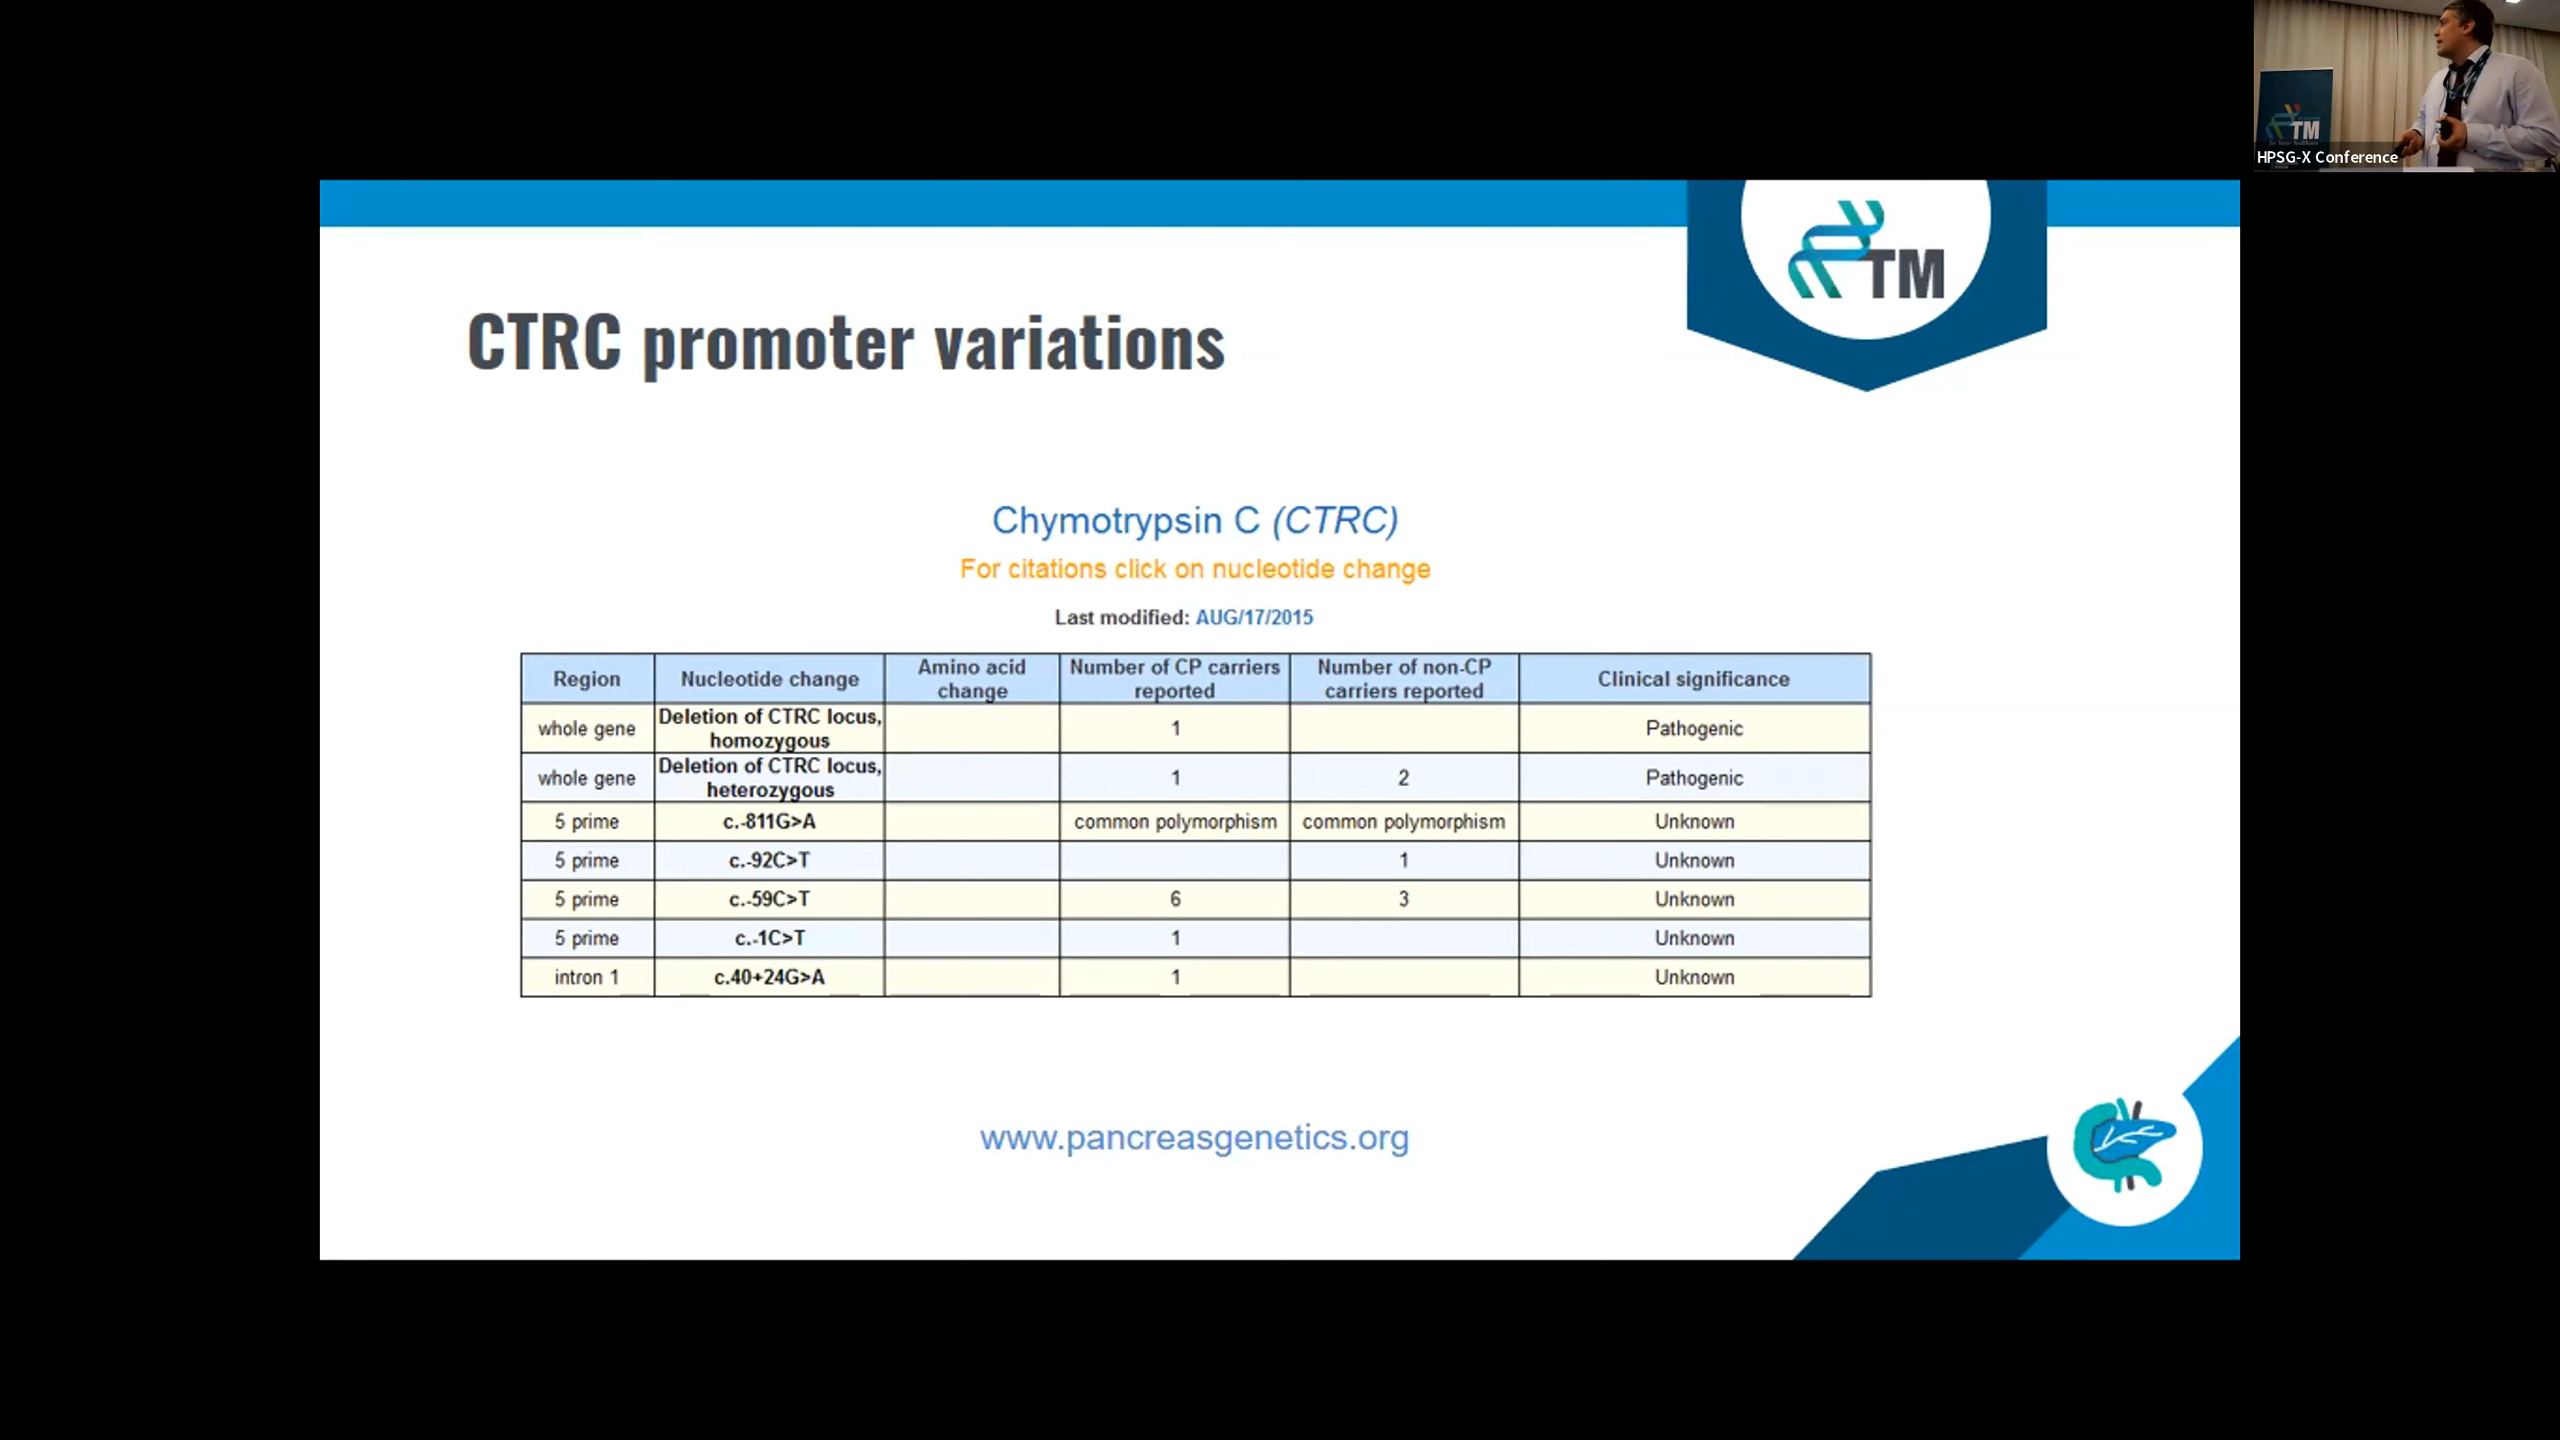 TM
HPSG-X Conference
TM
CTRC promoter variations
Chymotrypsin C (CTRC)
For citations click on nucleotide change
Last modified: AUG/17/2015
Region Nucleotide change Amino acid change Number of CP carriers reported Number of non-CP carriers reported Clinical significance
whole gene Deletion of CTRC locus, homozygous 1 Pathogenic
whole gene Deletion of CTRC locus, heterozygous 1 2 Pathogenic
5 prime c.-811G>A common polymorphism common polymorphism Unknown
5 prime c.-92C>T 1 Unknown
5 prime c.-59C>T 6 3 Unknown
5 prime c.-1C>T 1 Unknown
intron 1 c.40+24G>A 1 Unknown
www.pancreasgenetics.org